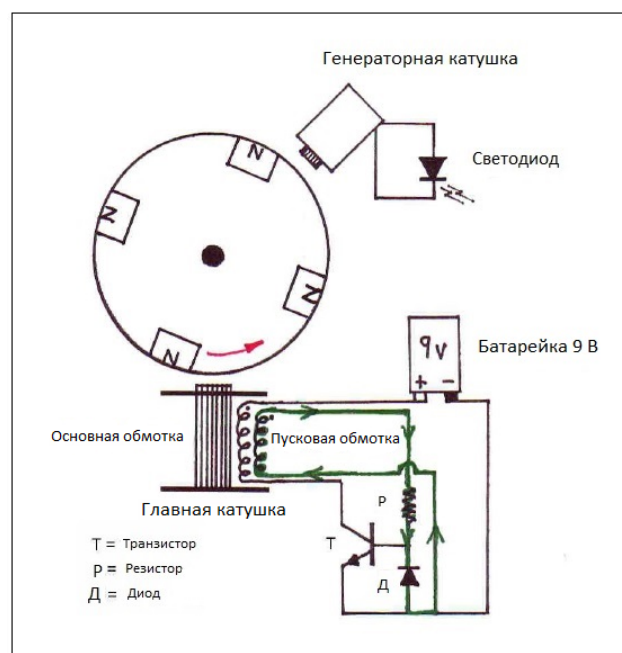 Генераторная катушка
N
Светодиод
N
N
9V
+ -
Батарейка 9 В
N
Основная обмотка
Пусковая обмотка
Главная катушка
Р
Т
Т = Транзистор
Р = Резистор
Д
Д = Диод